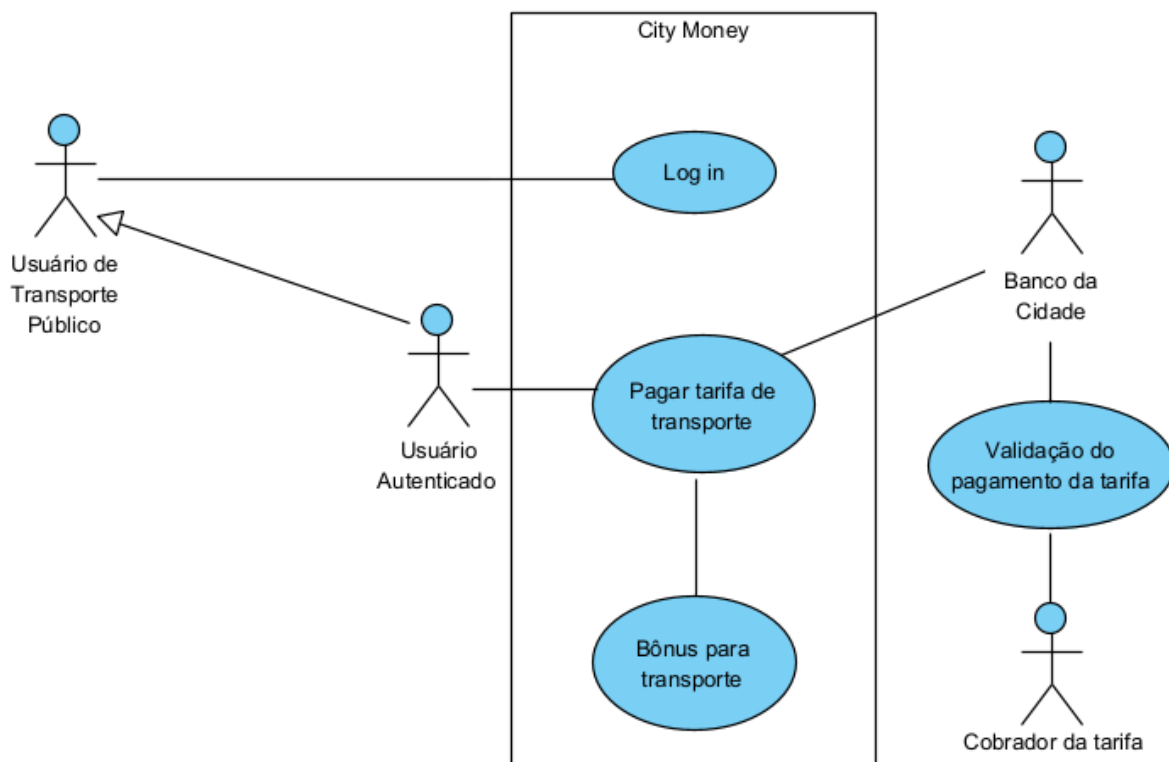 City Money
Log in
Usuário de
Transporte
Público
Banco da
Cidade
Pagar tarifa de
transporte
Usuário
Autenticado
Validação do
pagamento da tarifa
Bônus para
transporte
Cobrador da tarifa